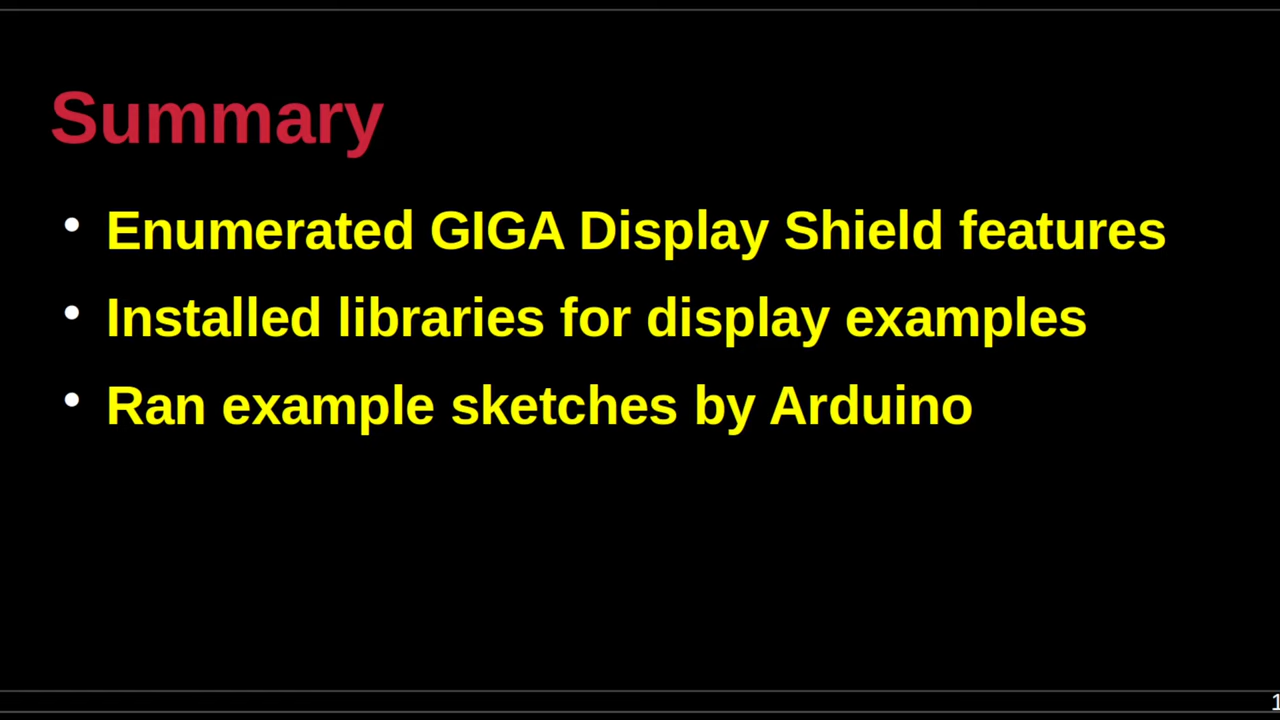 Summary
• Enumerated GIGA Display Shield features
• Installed libraries for display examples
• Ran example sketches by Arduino